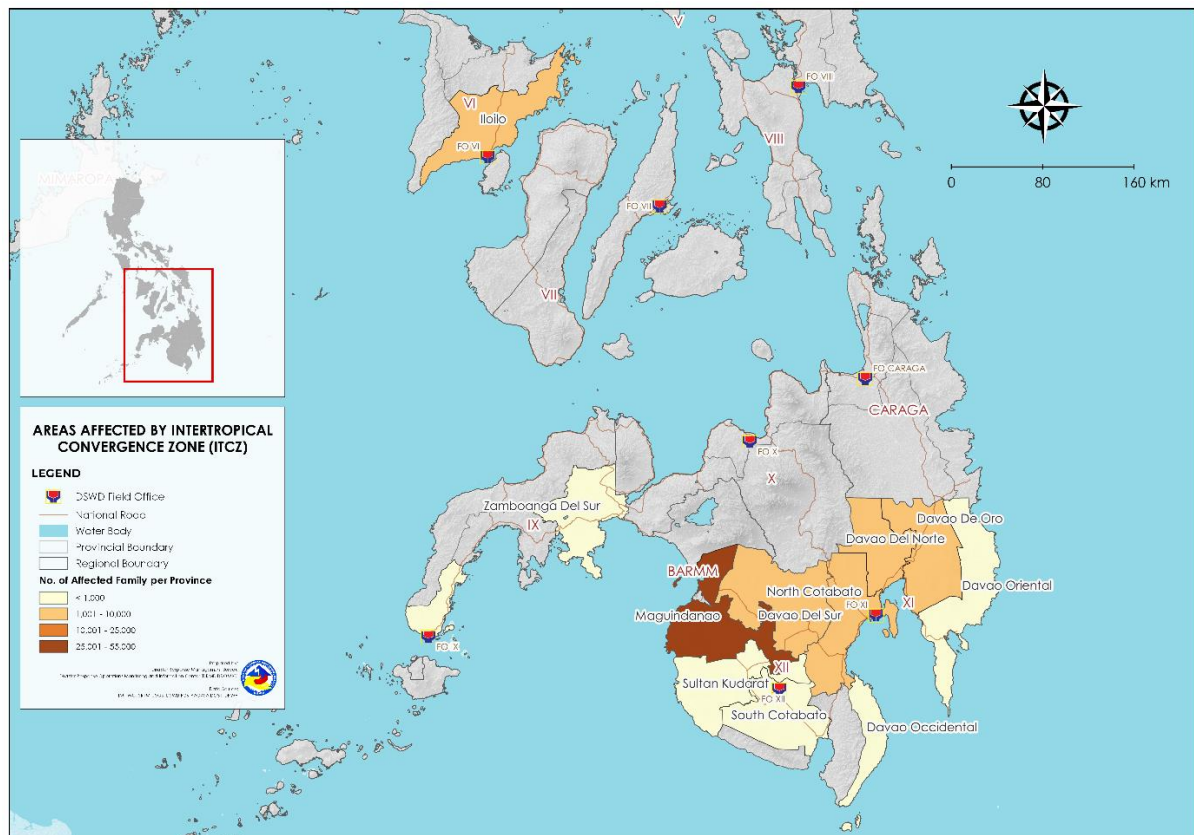 V
FO VIII
VI
Iloilo
VIII
FO VI
0 80 160 km
MIMAROPA
FO VII
VII
FO CARAGA
CARAGA
AREAS AFFECTED BY INTERTROPICAL
CONVERGENCE ZONE (ITCZ)
LEGEND
DSWD Field Office
National Road
Water Body
Provincial Boundary
Regional Boundary
No. of Affected Family per Province
< 1,000
1,001 - 10,000
10,001 - 25,000
25,001 - 55,000
FO X
X
Zamboanga Del Sur
IX
Davao De Oro
Davao Del Norte
BARMM
North Cotabato
Davao Oriental
FO XI
XI
Maguindanao
Davao Del Sur
FO X
XII
Sultan Kudarat
FO XII
South Cotabato
Davao Occidental